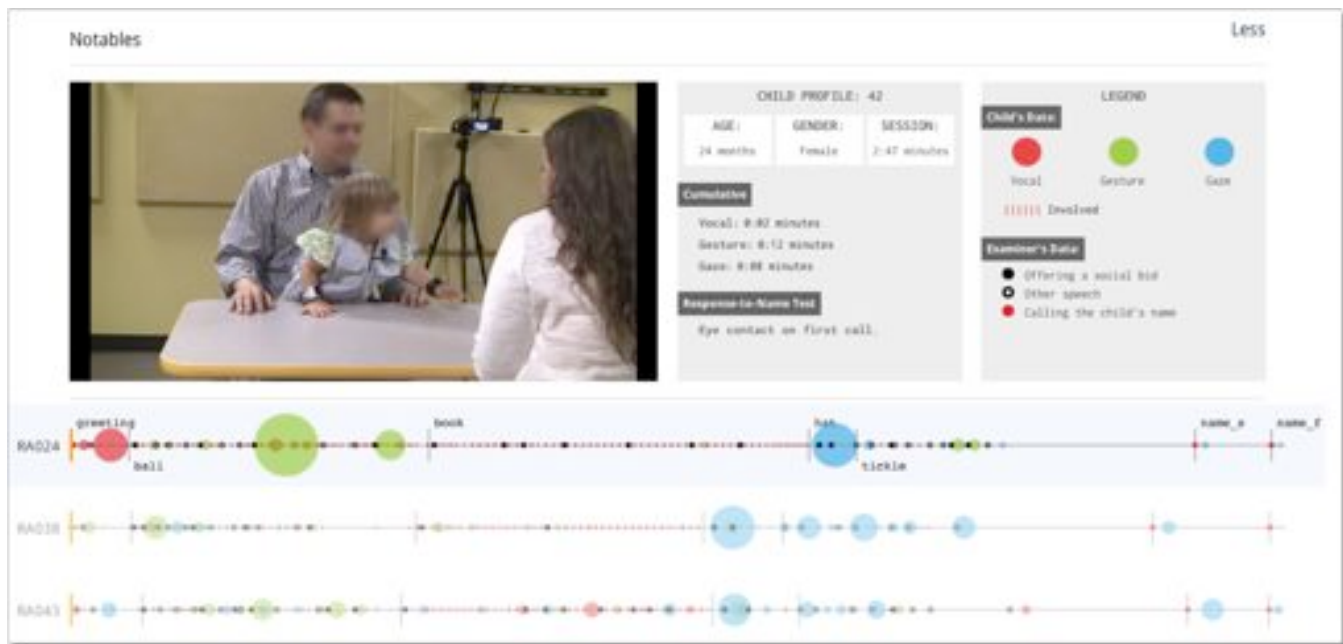 Notables
Less
CHILD PROFILE: 42
AGE:
GENDER:
SESSION:
24 months
Female
2:47 minutes
Cumulative
Vocal: 0:02 minutes
Gesture: 0:12 minutes
Gaze: 0:08 minutes
Response-to-Name Test
Eye contact on first call.
LEGEND
Child's Data:
Vocal
Gesture
Gaze
Involved
Examiner's Data:
Offering a social bid
Other speech
Calling the child's name
greeting
book
hat
RA024
ball
tickle
RA038
RA043